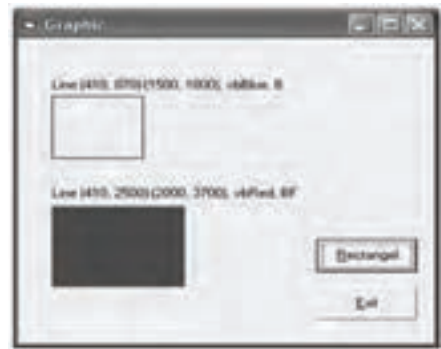 Graphic
Line (410, 870)-(1500, 1800), vbBlue, B
Line (410, 2500)-(2000, 3700), vbRed, BF
Rectangel
Exit